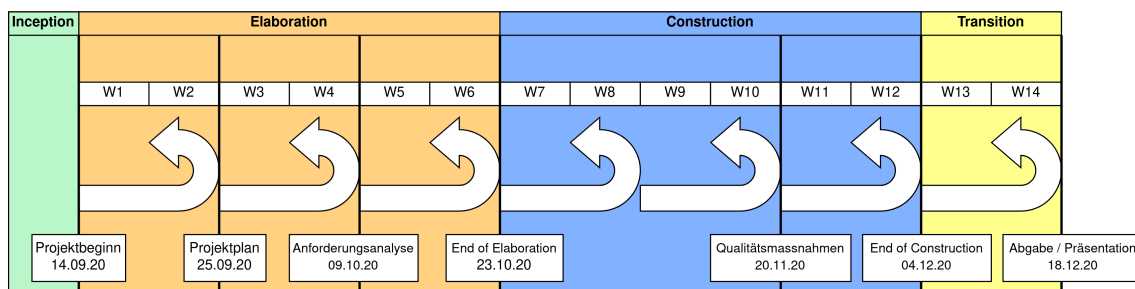 Inception Elaboration Construction Transition
W1 W2 W3 W4 W5 W6 W7 W8 W9 W10 W11 W12 W13 W14
Projektbeginn
14.09.20
Projektplan
25.09.20
Anforderungsanalyse
09.10.20
End of Elaboration
23.10.20
Qualitätsmassnahmen
20.11.20
End of Construction
04.12.20
Abgabe / Präsentation
18.12.20